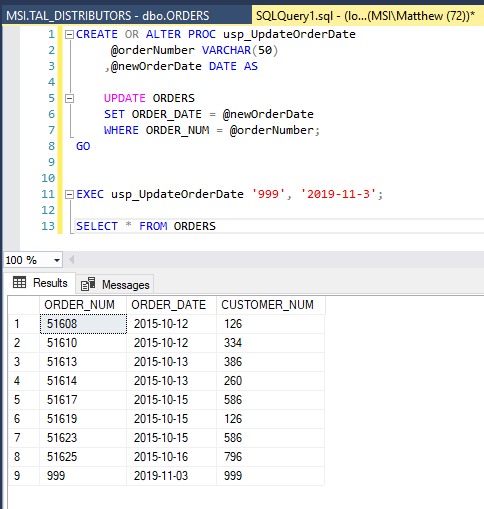 MSI.TAL_DISTRIBUTORS - dbo.ORDERS
SQLQuery1.sql - (lo...(MSI\Matthew (72))*
1 CREATE OR ALTER PROC usp_UpdateOrderDate
2 @orderNumber VARCHAR(50)
3 ,@newOrderDate DATE AS
4
5 UPDATE ORDERS
6 SET ORDER_DATE = @newOrderDate
7 WHERE ORDER_NUM = @orderNumber;
8 GO
9
10
11 EXEC usp_UpdateOrderDate '999', '2019-11-3';
12
13 SELECT * FROM ORDERS
100 %
Results Messages
ORDER_NUM ORDER_DATE CUSTOMER_NUM
1 51608 2015-10-12 126
2 51610 2015-10-12 334
3 51613 2015-10-13 386
4 51614 2015-10-13 260
5 51617 2015-10-15 586
6 51619 2015-10-15 126
7 51623 2015-10-15 586
8 51625 2015-10-16 796
9 999 2019-11-03 999